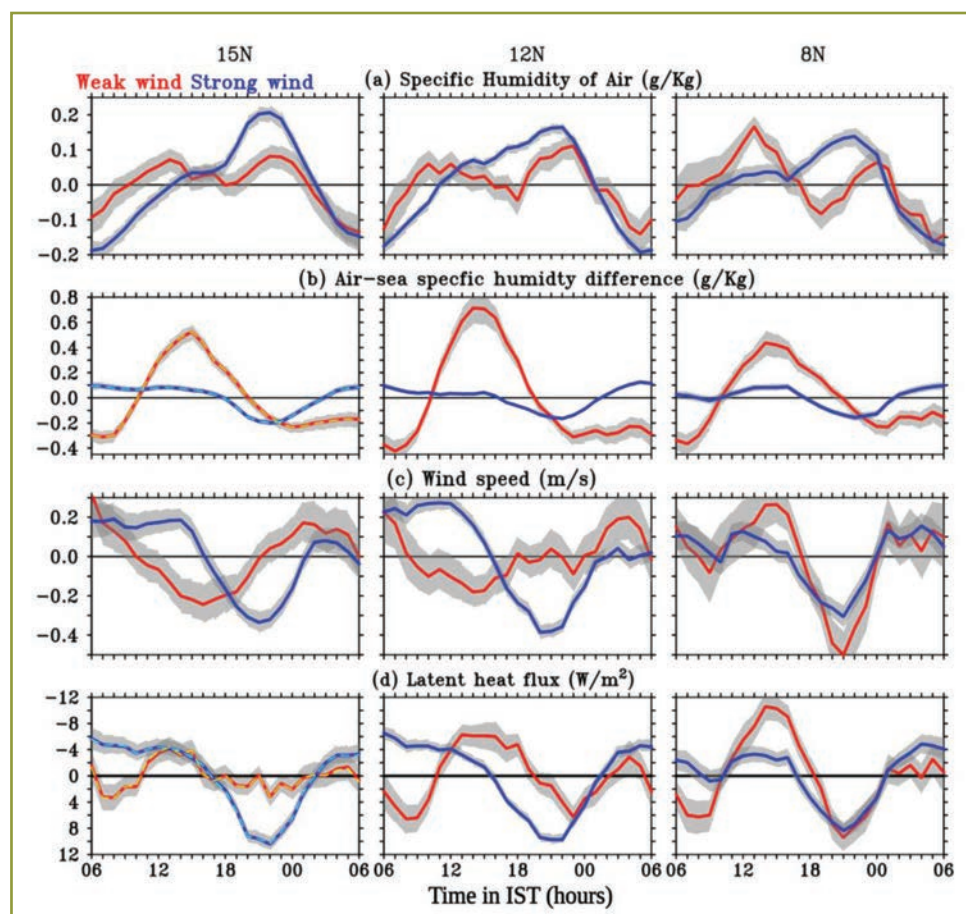 15N 12N 8N
Weak wind Strong wind
(a) Specific Humidity of Air (g/Kg)
0.2
0.1
0.0
-0.1
-0.2
(b) Air-sea specfic humidty difference (g/Kg)
0.8
0.6
0.4
0.2
0.0
-0.2
-0.4
(c) Wind speed (m/s)
0.2
0.0
-0.2
-0.4
(d) Latent heat flux (W/m²)
-12
-8
-4
0
4
8
12
06 12 18 00 06 12 18 00 06 12 18 00 06
Time in IST (hours)